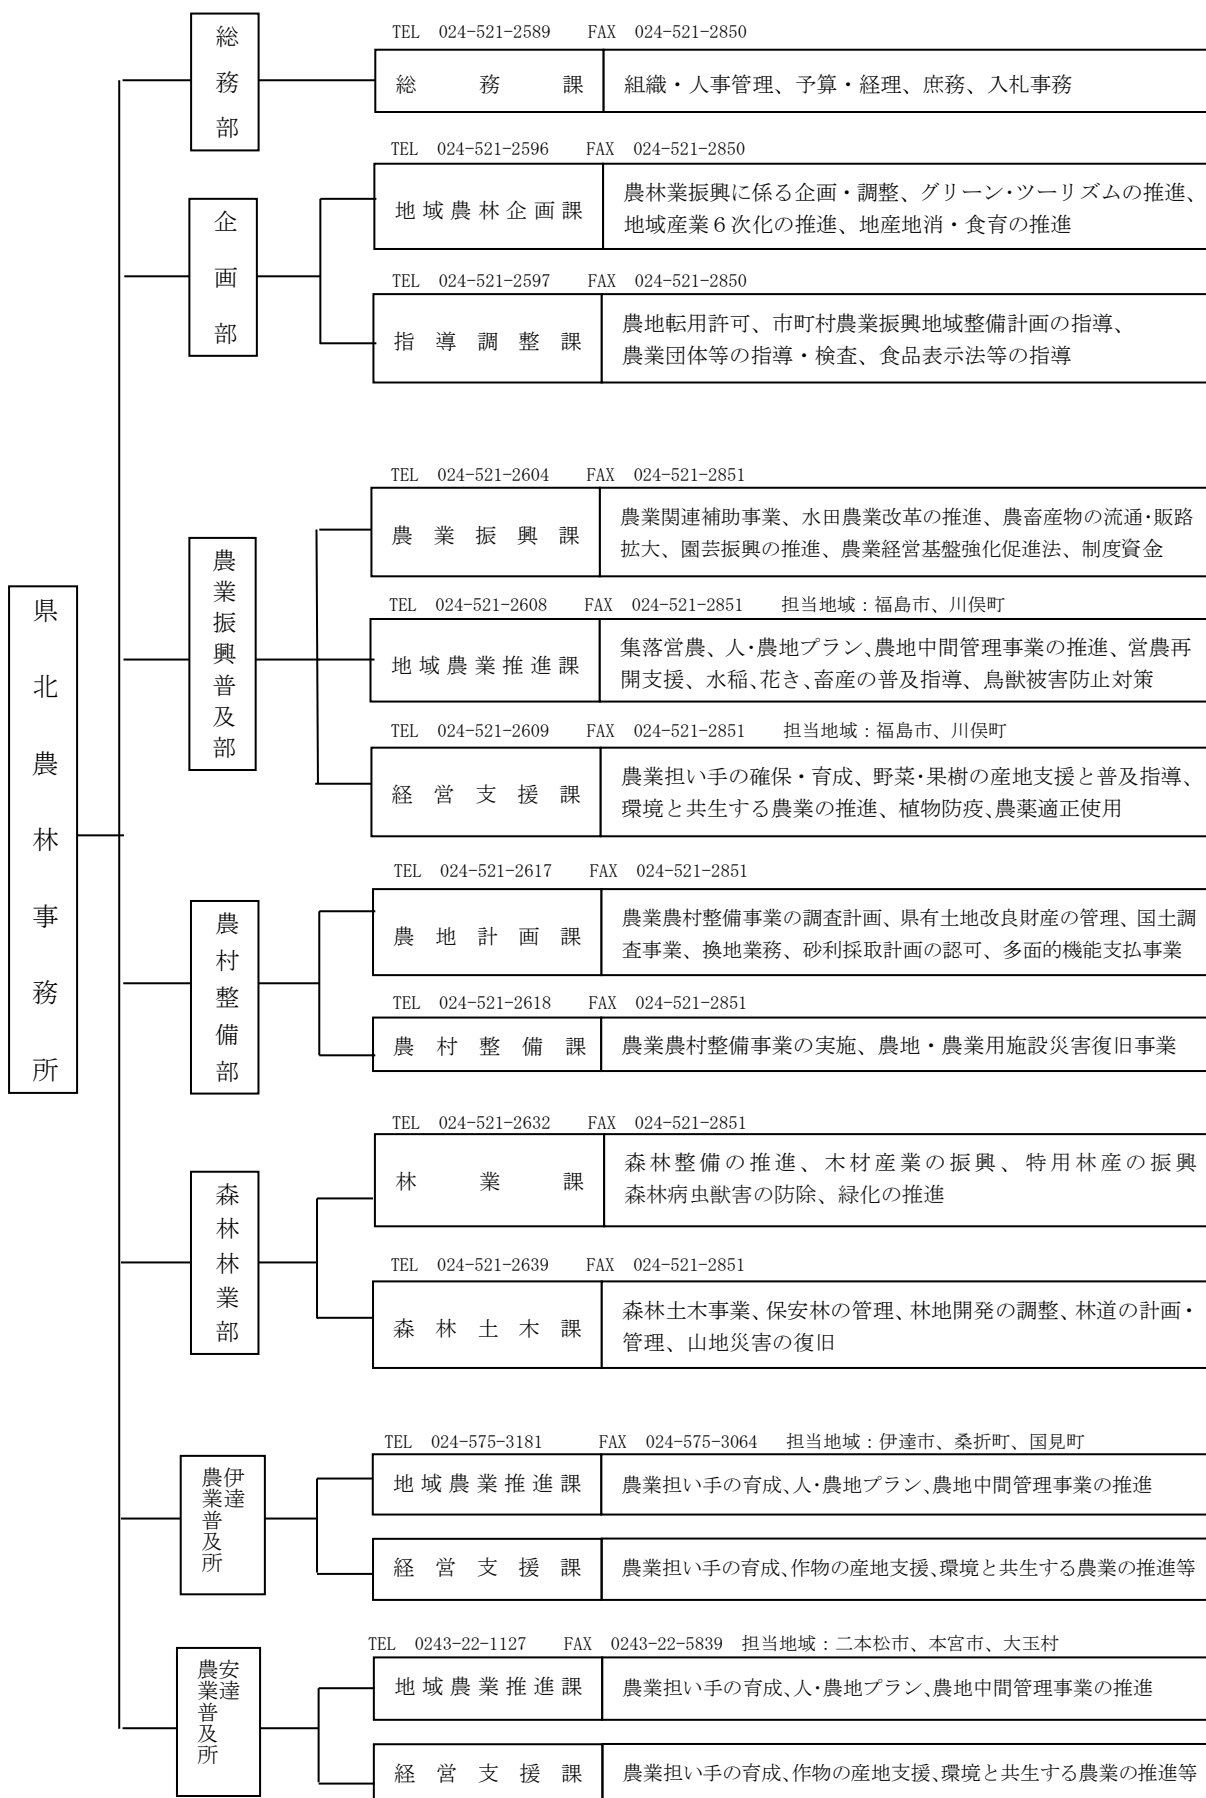 県北農林事務所
総務部
TEL 024-521-2589 FAX 024-521-2850
総務課
組織・人事管理、予算・経理、庶務、入札事務
企画部
TEL 024-521-2596 FAX 024-521-2850
地域農林企画課
農林業振興に係る企画・調整、グリーン・ツーリズムの推進、
地域産業６次化の推進、地産地消・食育の推進
TEL 024-521-2597 FAX 024-521-2850
指導調整課
農地転用許可、市町村農業振興地域整備計画の指導、
農業団体等の指導・検査、食品表示法等の指導
農業振興普及部
TEL 024-521-2604 FAX 024-521-2851
農業振興課
農業関連補助事業、水田農業改革の推進、農畜産物の流通・販路
拡大、園芸振興の推進、農業経営基盤強化促進法、制度資金
TEL 024-521-2608 FAX 024-521-2851 担当地域：福島市、川俣町
地域農業推進課
集落営農、人・農地プラン、農地中間管理事業の推進、営農再
開支援、水稲、花き、畜産の普及指導、鳥獣被害防止対策
TEL 024-521-2609 FAX 024-521-2851 担当地域：福島市、川俣町
経営支援課
農業担い手の確保・育成、野菜・果樹の産地支援と普及指導、
環境と共生する農業の推進、植物防疫、農薬適正使用
農村整備部
TEL 024-521-2617 FAX 024-521-2851
農地計画課
農業農村整備事業の調査計画、県有土地改良財産の管理、国土調
査事業、換地業務、砂利採取計画の認可、多面的機能支払事業
TEL 024-521-2618 FAX 024-521-2851
農村整備課
農業農村整備事業の実施、農地・農業用施設災害復旧事業
森林林業部
TEL 024-521-2632 FAX 024-521-2851
林業課
森林整備の推進、木材産業の振興、特用林産の振興
森林病虫獣害の防除、緑化の推進
TEL 024-521-2639 FAX 024-521-2851
森林土木課
森林土木事業、保安林の管理、林地開発の調整、林道の計画・
管理、山地災害の復旧
伊達
農業普及所
TEL 024-575-3181 FAX 024-575-3064 担当地域：伊達市、桑折町、国見町
地域農業推進課
農業担い手の育成、人・農地プラン、農地中間管理事業の推進
経営支援課
農業担い手の育成、作物の産地支援、環境と共生する農業の推進等
安達
農業普及所
TEL 0243-22-1127 FAX 0243-22-5839 担当地域：二本松市、本宮市、大玉村
地域農業推進課
農業担い手の育成、人・農地プラン、農地中間管理事業の推進
経営支援課
農業担い手の育成、作物の産地支援、環境と共生する農業の推進等